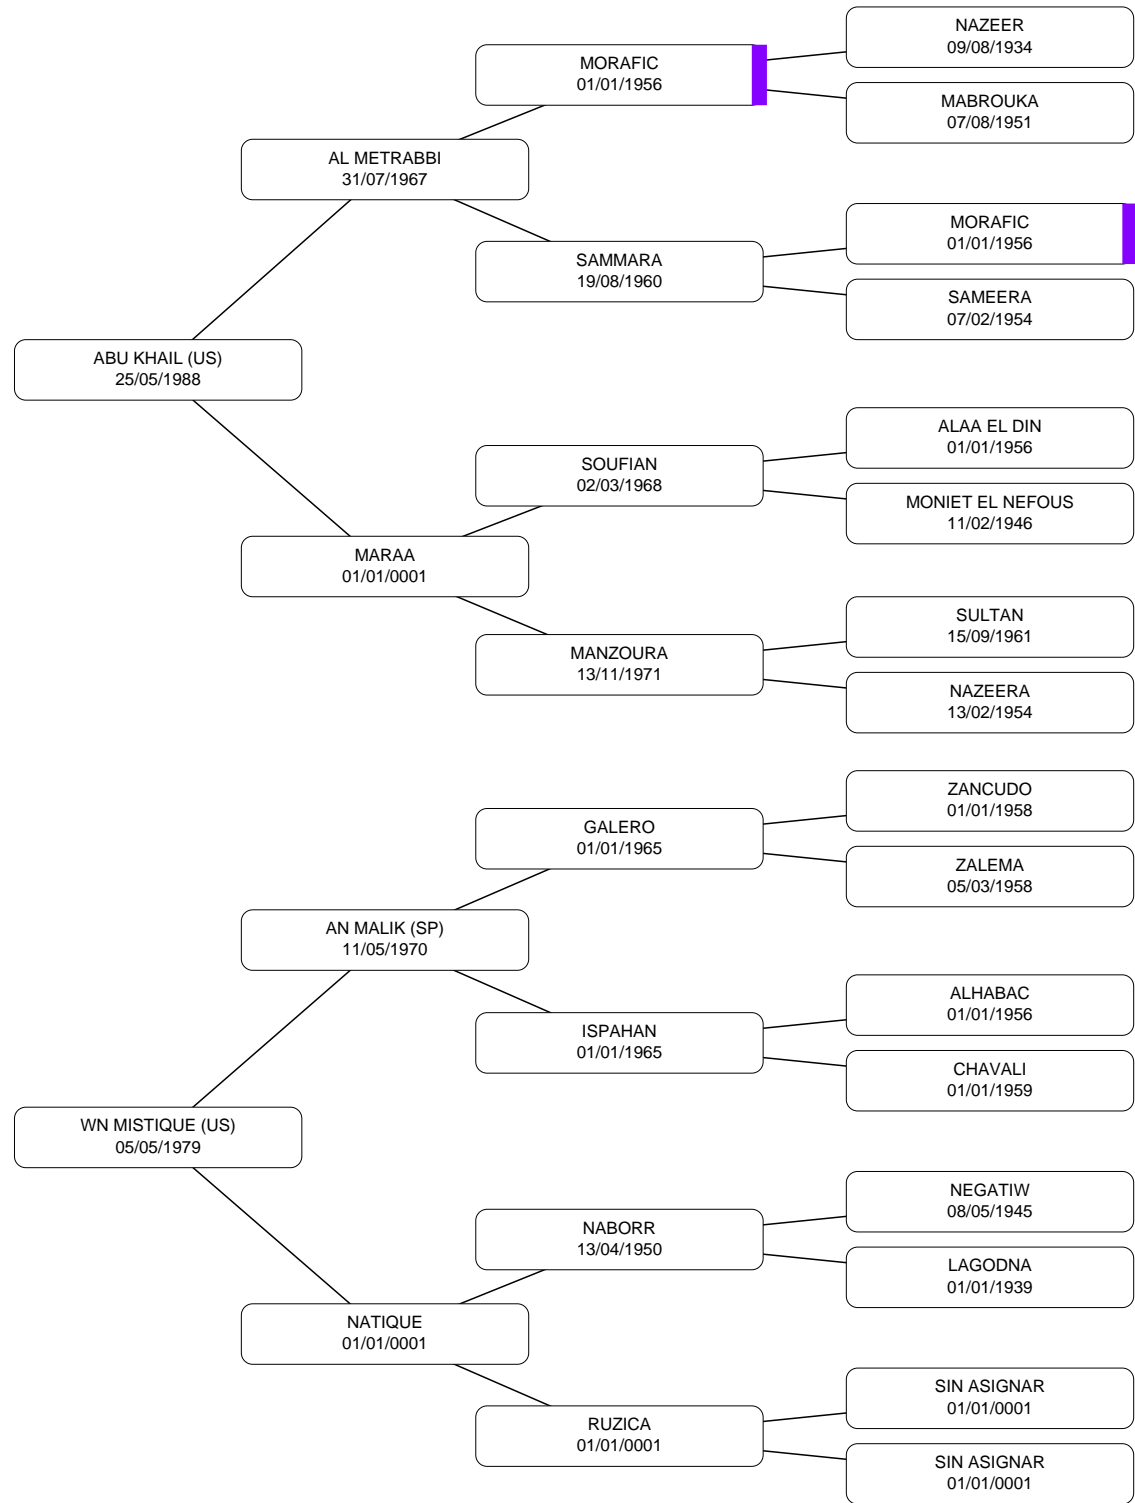 NAZEER
09/08/1934
MORAFIC
01/01/1956
MABROUKA
07/08/1951
AL METRABBI
31/07/1967
MORAFIC
01/01/1956
SAMMARA
19/08/1960
SAMEERA
07/02/1954
ABU KHAIL (US)
25/05/1988
ALAA EL DIN
01/01/1956
SOUFIAN
02/03/1968
MONIET EL NEFOUS
11/02/1946
MARAA
01/01/0001
SULTAN
15/09/1961
MANZOURA
13/11/1971
NAZEERA
13/02/1954
ZANCUDO
01/01/1958
GALERO
01/01/1965
ZALEMA
05/03/1958
AN MALIK (SP)
11/05/1970
ALHABAC
01/01/1956
ISPAHAN
01/01/1965
CHAVALI
01/01/1959
WN MISTIQUE (US)
05/05/1979
NEGATIW
08/05/1945
NABORR
13/04/1950
LAGODNA
01/01/1939
NATIQUE
01/01/0001
SIN ASIGNAR
01/01/0001
RUZICA
01/01/0001
SIN ASIGNAR
01/01/0001